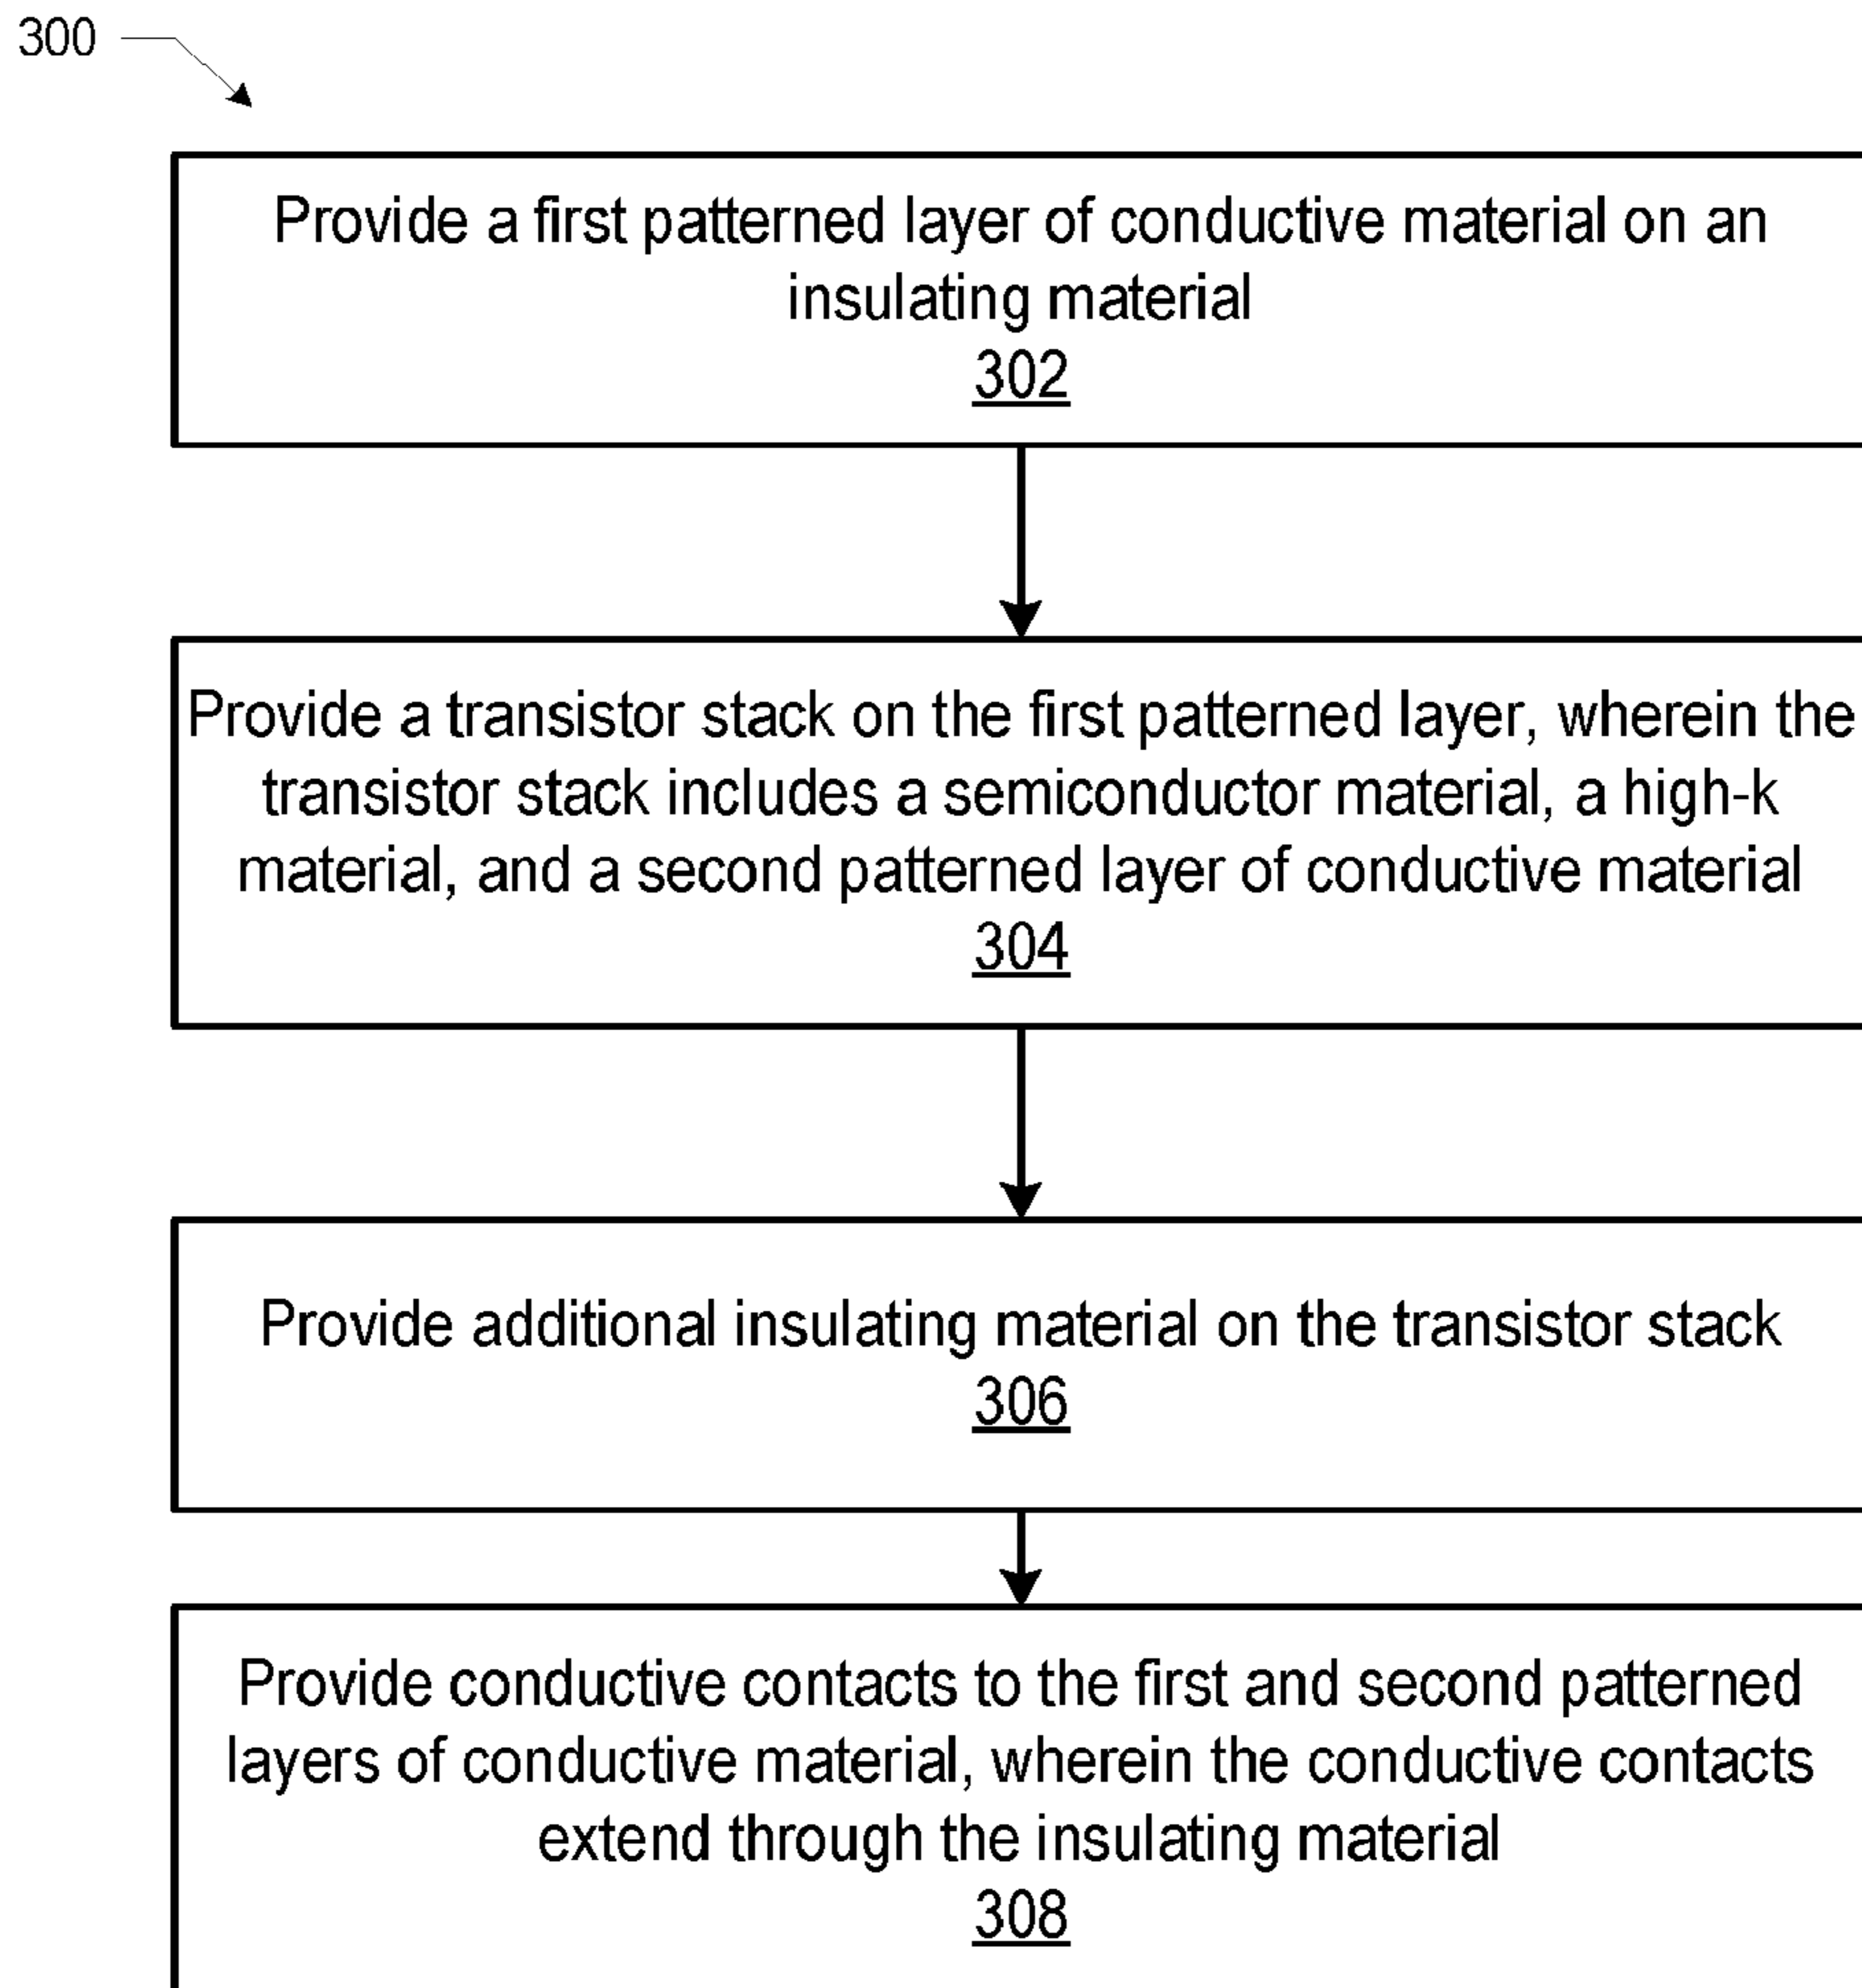 300
Provide a first patterned layer of conductive material on an
insulating material
302
Provide a transistor stack on the first patterned layer, wherein the
transistor stack includes a semiconductor material, a high-k
material, and a second patterned layer of conductive material
304
Provide additional insulating material on the transistor stack
306
Provide conductive contacts to the first and second patterned
layers of conductive material, wherein the conductive contacts
extend through the insulating material
308